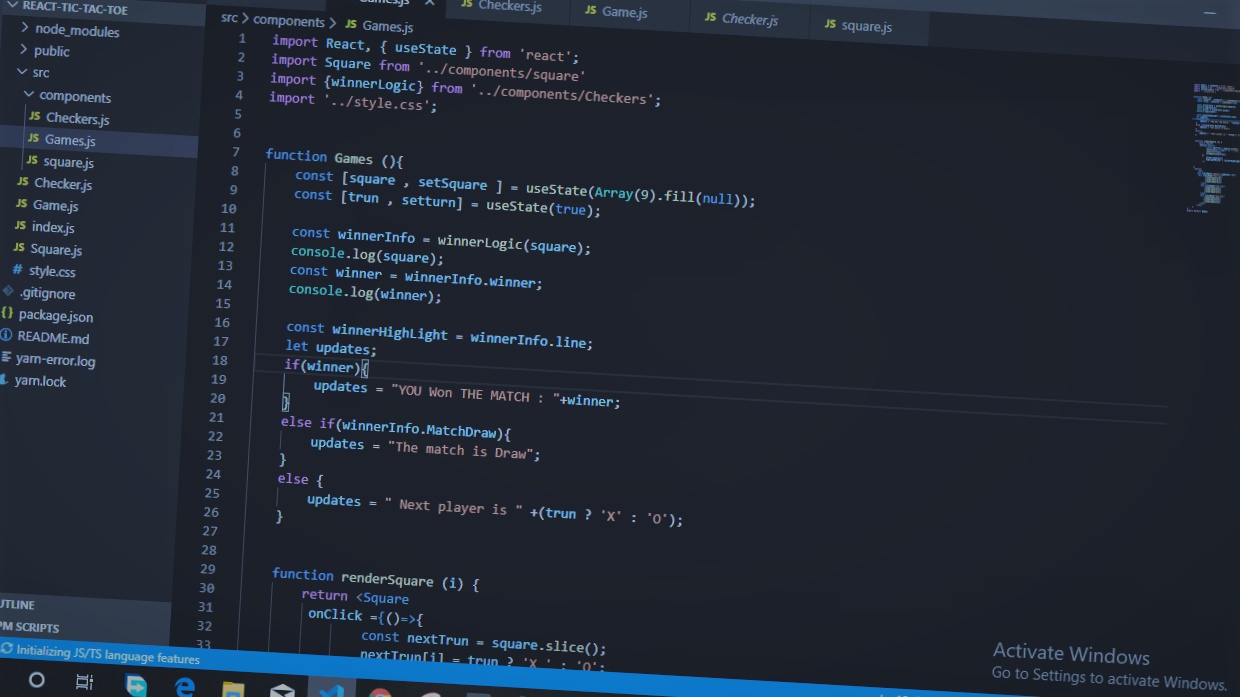 REACT-TIC-TAC-TOE
node_modules
public
src
components
JS Checkers.js
JS Games.js
JS square.js
JS Checker.js
JS Game.js
JS index.js
JS Square.js
# style.css
.gitignore
{} package.json
README.md
yarn-error.log
yarn.lock
UTLINE
PM SCRIPTS
Initializing JS/TS language features
Games.js
JS Checkers.js
JS Game.js
JS Checker.js
JS square.js
src > components > JS Games.js
1 import React, { useState } from 'react';
2 import Square from '../components/square'
3 import {winnerLogic} from '../components/Checkers';
4 import '../style.css';
5
6
7 function Games (){
8 const [square , setSquare ] = useState(Array(9).fill(null));
9 const [trun , setturn] = useState(true);
10
11 const winnerInfo = winnerLogic(square);
12 console.log(square);
13 const winner = winnerInfo.winner;
14 console.log(winner);
15
16 const winnerHighLight = winnerInfo.line;
17 let updates;
18 if(winner){
19 updates = "YOU Won THE MATCH : "+winner;
20 }
21 else if(winnerInfo.MatchDraw){
22 updates = "The match is Draw";
23 }
24 else {
25 updates = " Next player is " +(trun ? 'X' : 'O');
26 }
27
28
29 function renderSquare (i) {
30 return <Square
31 onClick ={()=>{
32 const nextTrun = square.slice();
33 nextTrun[i] = trun ? 'X ' : 'O';
Activate Windows
Go to Settings to activate Windows.